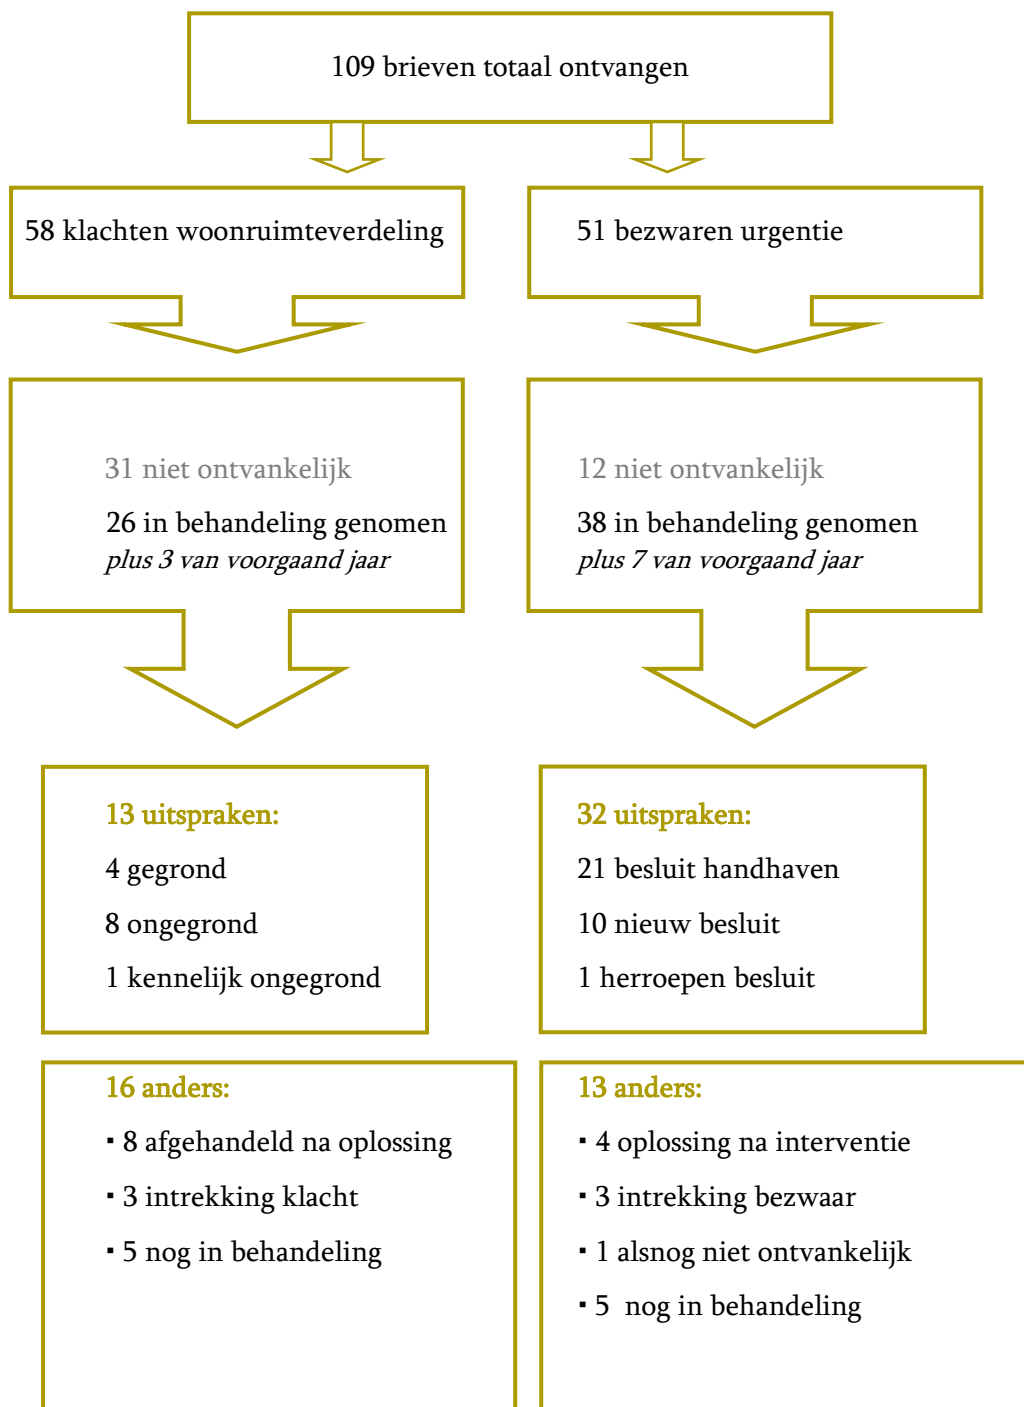 109 brieven totaal ontvangen
58 klachten woonruimteverdeling
51 bezwaren urgentie
31 niet ontvankelijk
26 in behandeling genomen
plus 3 van voorgaand jaar
12 niet ontvankelijk
38 in behandeling genomen
plus 7 van voorgaand jaar
13 uitspraken:
4 gegrond
8 ongegrond
1 kennelijk ongegrond
32 uitspraken:
21 besluit handhaven
10 nieuw besluit
1 herroepen besluit
16 anders:
▪ 8 afgehandeld na oplossing
▪ 3 intrekking klacht
▪ 5 nog in behandeling
13 anders:
▪ 4 oplossing na interventie
▪ 3 intrekking bezwaar
▪ 1 alsnog niet ontvankelijk
▪ 5 nog in behandeling